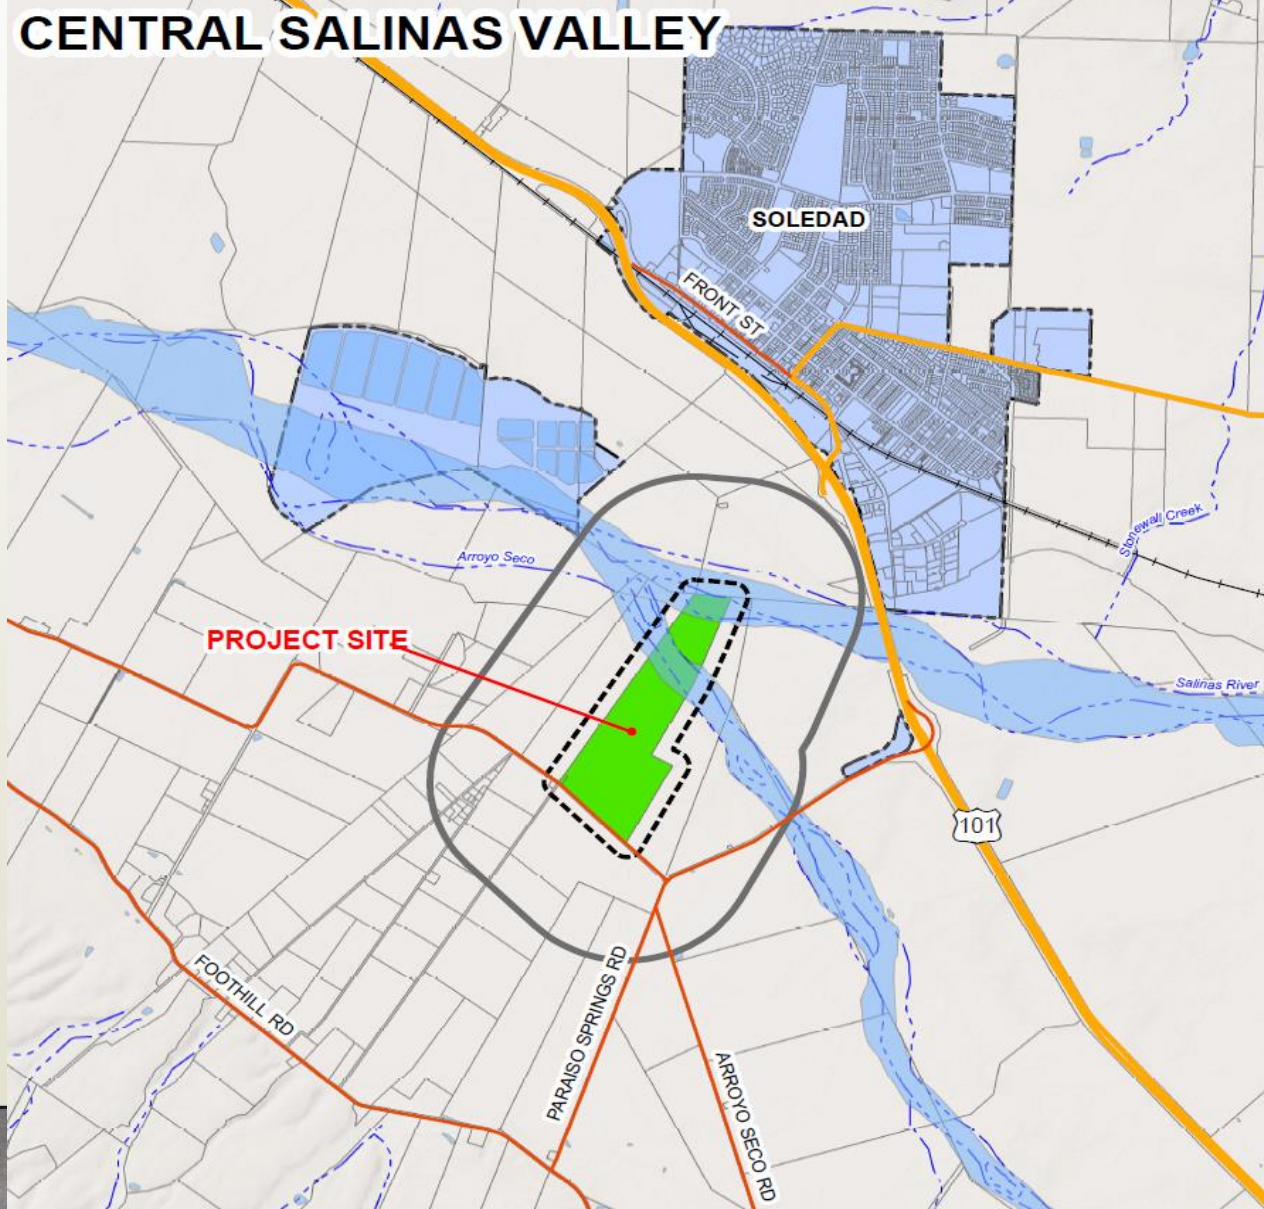 CENTRAL SALINAS VALLEY
SOLEDAD
FRONT ST
Stonewall Creek
Arroyo Seco
PROJECT SITE
Salinas River
101
FOOTHILL RD
PARAISO SPRINGS RD
ARROYO SECO RD